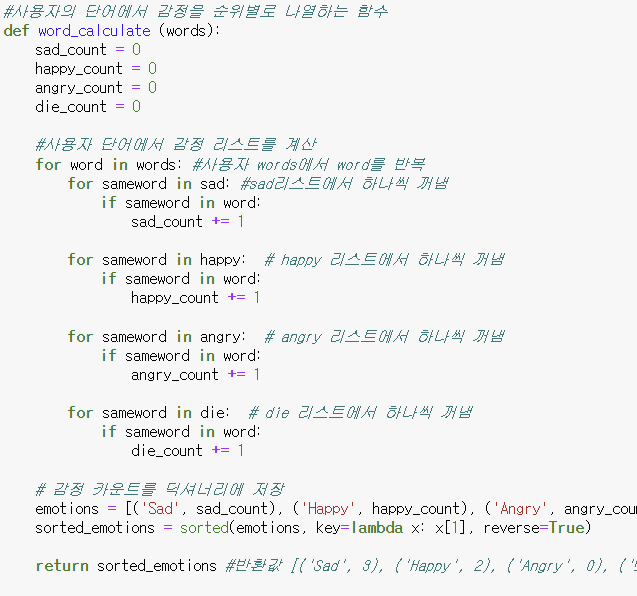 #사용자의 단어에서 감정을 순위별로 나열하는 함수
def word_calculate (words):
    sad_count = 0
    happy_count = 0
    angry_count = 0
    die_count = 0

    #사용자 단어에서 감정 리스트를 계산
    for word in words: #사용자 words에서 word를 반복
        for sameword in sad: #sad리스트에서 하나씩 꺼냄
            if sameword in word:
                sad_count += 1

        for sameword in happy:  # happy 리스트에서 하나씩 꺼냄
            if sameword in word:
                happy_count += 1

        for sameword in angry:  # angry 리스트에서 하나씩 꺼냄
            if sameword in word:
                angry_count += 1

        for sameword in die:  # die 리스트에서 하나씩 꺼냄
            if sameword in word:
                die_count += 1

    # 감정 카운트를 딕셔너리에 저장
    emotions = [('Sad', sad_count), ('Happy', happy_count), ('Angry', angry_cou
    sorted_emotions = sorted(emotions, key=lambda x: x[1], reverse=True)

    return sorted_emotions #반환값 [('Sad', 3), ('Happy', 2), ('Angry', 0), ('